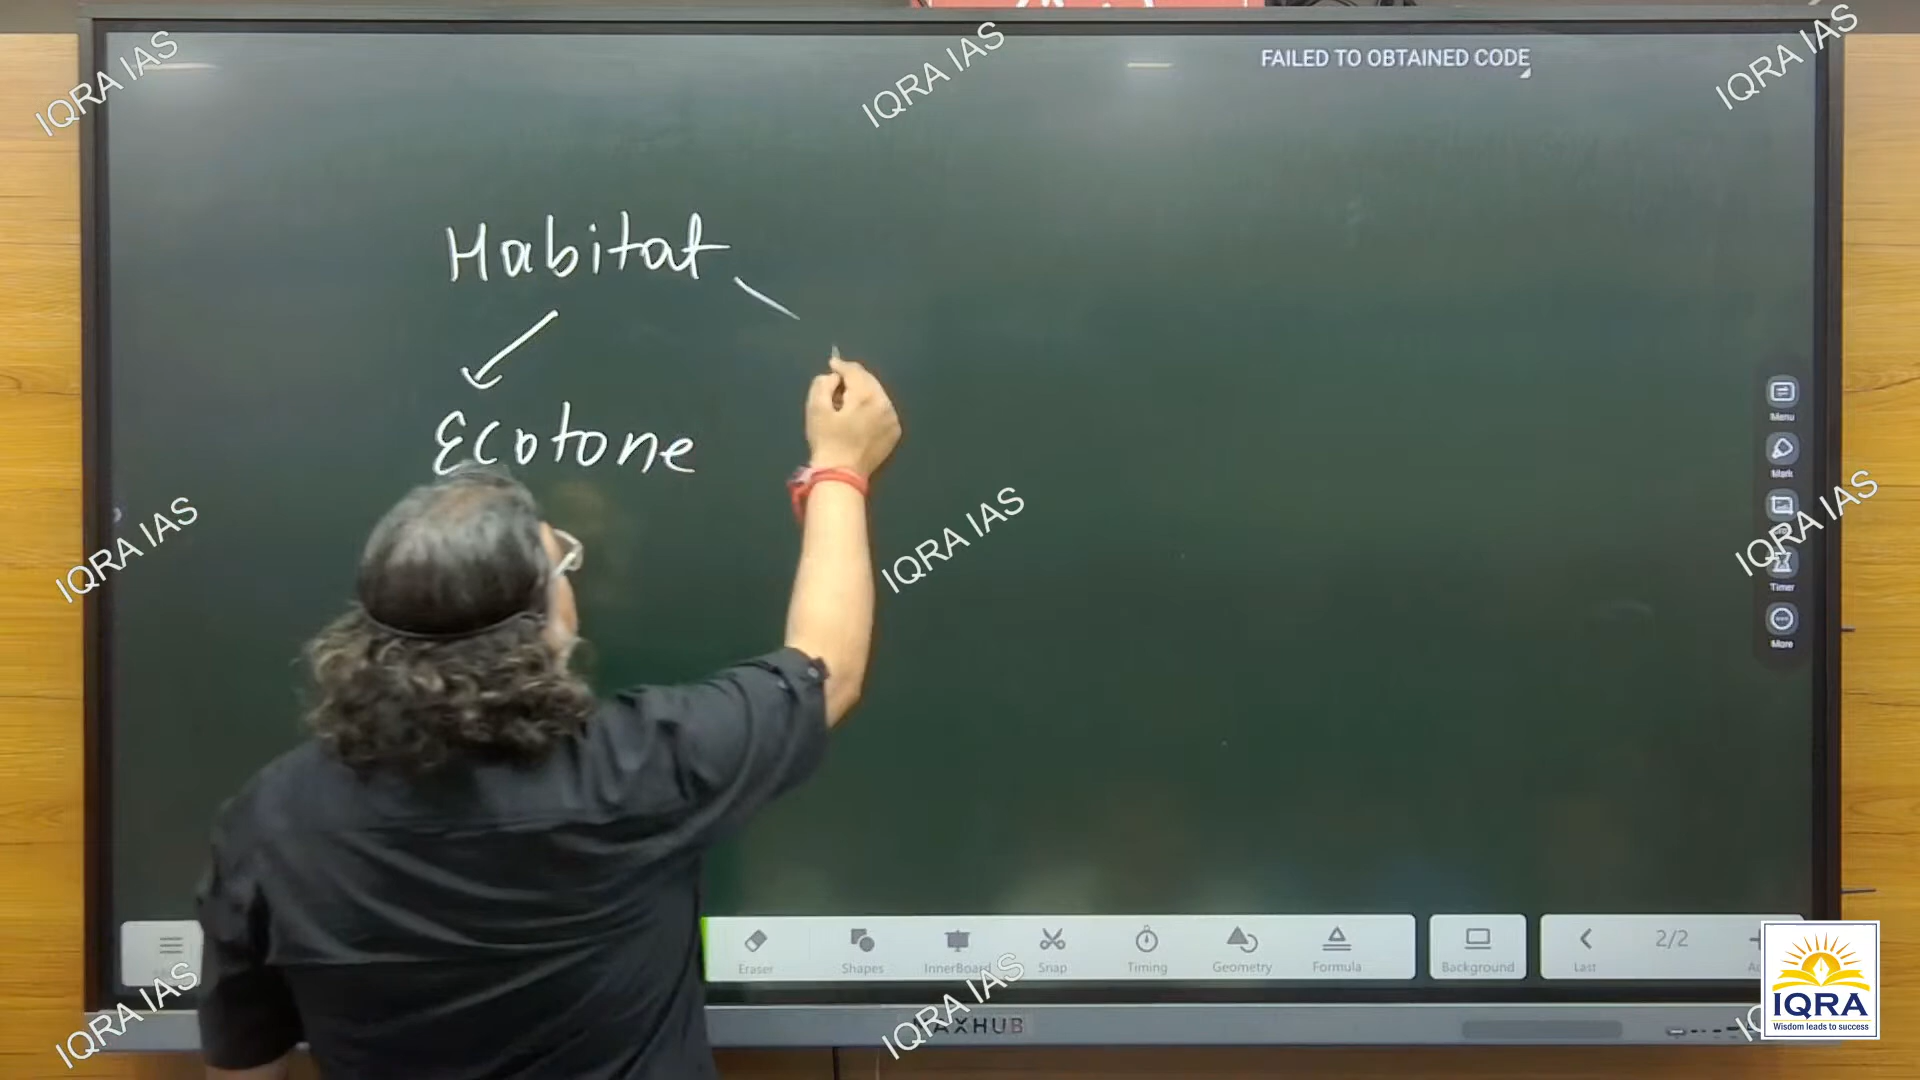 FAILED TO OBTAINED CODE
IQRA IAS
IQRA IAS
IQRA IAS
Habitat
Ecotone
Menu
Mark
IQRA IAS
IQRA IAS
IQRA IAS
Timer
More
Eraser
Shapes
InnerBoard
Snap
Timing
Geometry
Formula
Background
Last
2/2
IQRA IAS
IQRA IAS
MAXHUB
IQRA
Wisdom leads to success